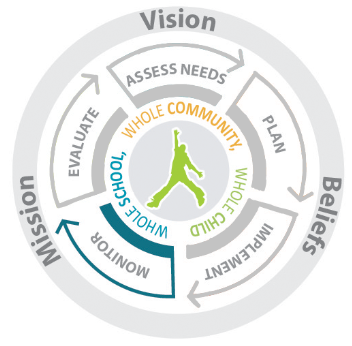 Vision
Beliefs
Mission
ASSESS NEEDS
PLAN
IMPLEMENT
MONITOR
EVALUATE
WHOLE SCHOOL,
WHOLE COMMUNITY,
WHOLE CHILD